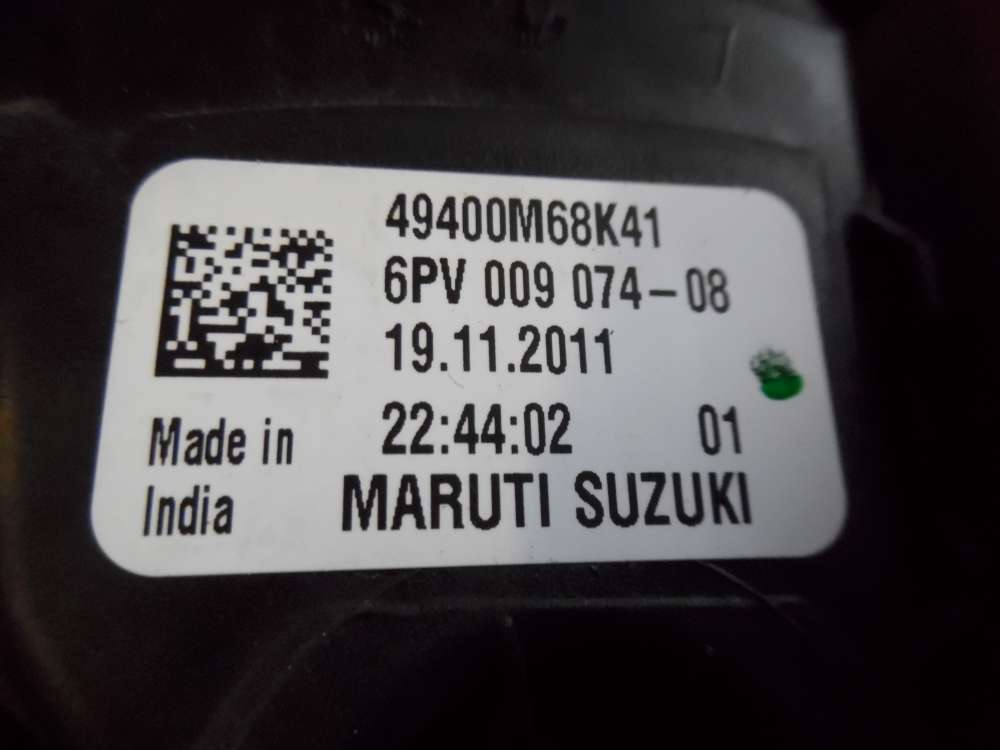 49400M68K41
6PV 009 074-08
19.11.2011
22:44:02 01
Made in
India
MARUTI SUZUKI